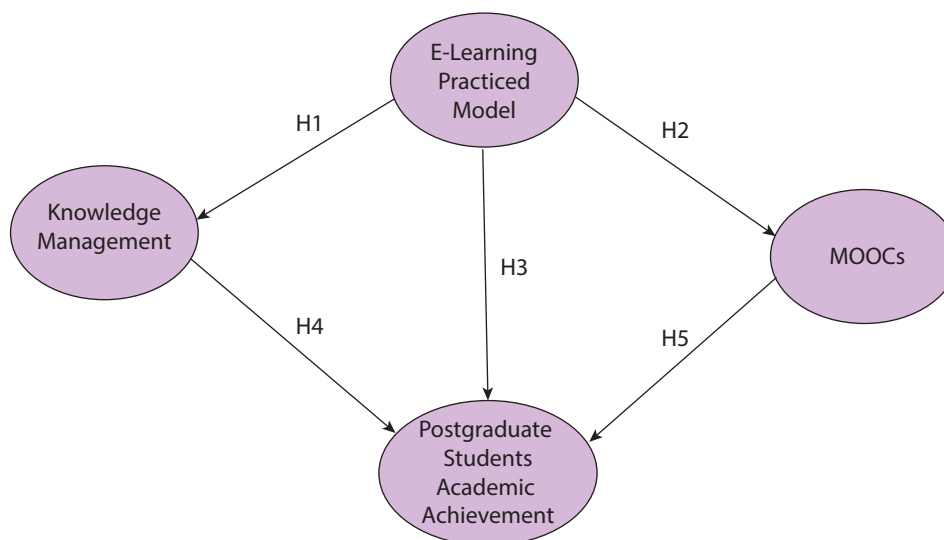 E-Learning
Practiced
Model
H1
H2
Knowledge
Management
MOOCs
H3
H4
H5
Postgraduate
Students
Academic
Achievement